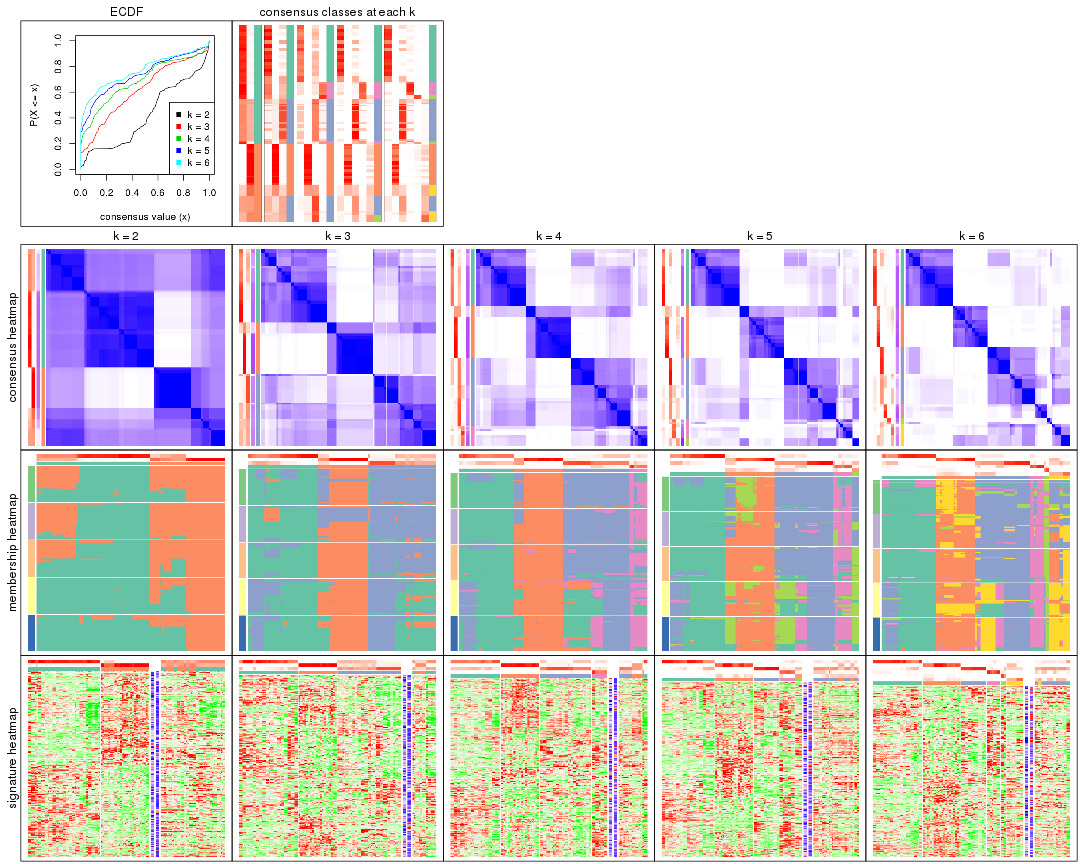 ECDF
consensus classes at each k
P(X <= x)
1.0
0.8
0.6
0.4
0.2
0.0
k = 2
k = 3
k = 4
k = 5
k = 6
0.0 0.2 0.4 0.6 0.8 1.0
consensus value (x)
k = 2
k = 3
k = 4
k = 5
k = 6
consensus heatmap
membership heatmap
signature heatmap